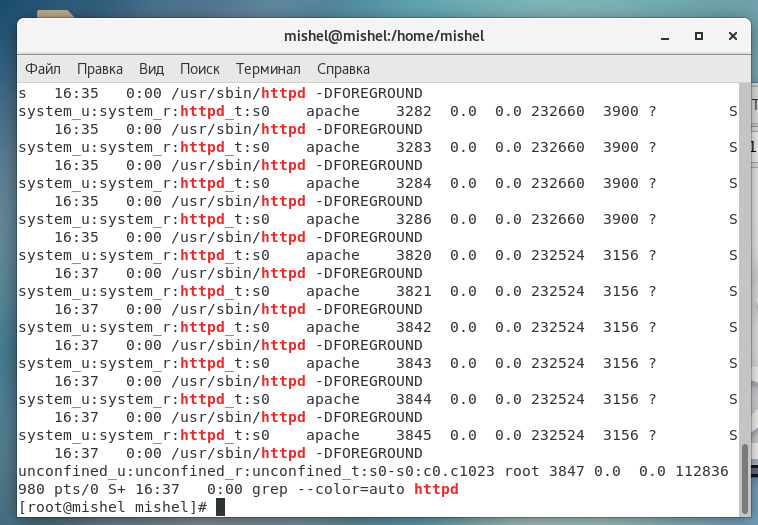 mishel@mishel:/home/mishel
Файл Правка Вид Поиск Терминал Справка
s   16:35   0:00 /usr/sbin/httpd -DFOREGROUND
system_u:system_r:httpd_t:s0    apache    3282  0.0  0.0 232660  3900 ?        S
    16:35   0:00 /usr/sbin/httpd -DFOREGROUND
system_u:system_r:httpd_t:s0    apache    3283  0.0  0.0 232660  3900 ?        S
    16:35   0:00 /usr/sbin/httpd -DFOREGROUND
system_u:system_r:httpd_t:s0    apache    3284  0.0  0.0 232660  3900 ?        S
    16:35   0:00 /usr/sbin/httpd -DFOREGROUND
system_u:system_r:httpd_t:s0    apache    3286  0.0  0.0 232660  3900 ?        S
    16:35   0:00 /usr/sbin/httpd -DFOREGROUND
system_u:system_r:httpd_t:s0    apache    3820  0.0  0.0 232524  3156 ?        S
    16:37   0:00 /usr/sbin/httpd -DFOREGROUND
system_u:system_r:httpd_t:s0    apache    3821  0.0  0.0 232524  3156 ?        S
    16:37   0:00 /usr/sbin/httpd -DFOREGROUND
system_u:system_r:httpd_t:s0    apache    3842  0.0  0.0 232524  3156 ?        S
    16:37   0:00 /usr/sbin/httpd -DFOREGROUND
system_u:system_r:httpd_t:s0    apache    3843  0.0  0.0 232524  3156 ?        S
    16:37   0:00 /usr/sbin/httpd -DFOREGROUND
system_u:system_r:httpd_t:s0    apache    3844  0.0  0.0 232524  3156 ?        S
    16:37   0:00 /usr/sbin/httpd -DFOREGROUND
system_u:system_r:httpd_t:s0    apache    3845  0.0  0.0 232524  3156 ?        S
    16:37   0:00 /usr/sbin/httpd -DFOREGROUND
unconfined_u:unconfined_r:unconfined_t:s0-s0:c0.c1023 root 3847 0.0  0.0 112836
980 pts/0 S+ 16:37   0:00 grep --color=auto httpd
[root@mishel mishel]#